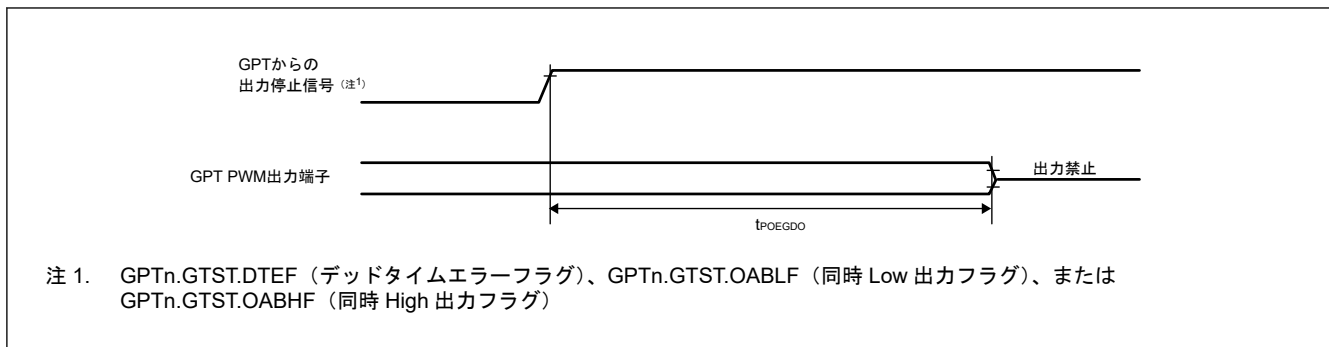 GPTからの
出力停止信号（注1）
GPT PWM出力端子
出力禁止
tPOEGDO
注 1. GPTn.GTST.DTEF（デッドタイムエラーフラグ）、GPTn.GTST.OABLF（同時 Low 出力フラグ）、または
GPTn.GTST.OABHF（同時 High 出力フラグ）